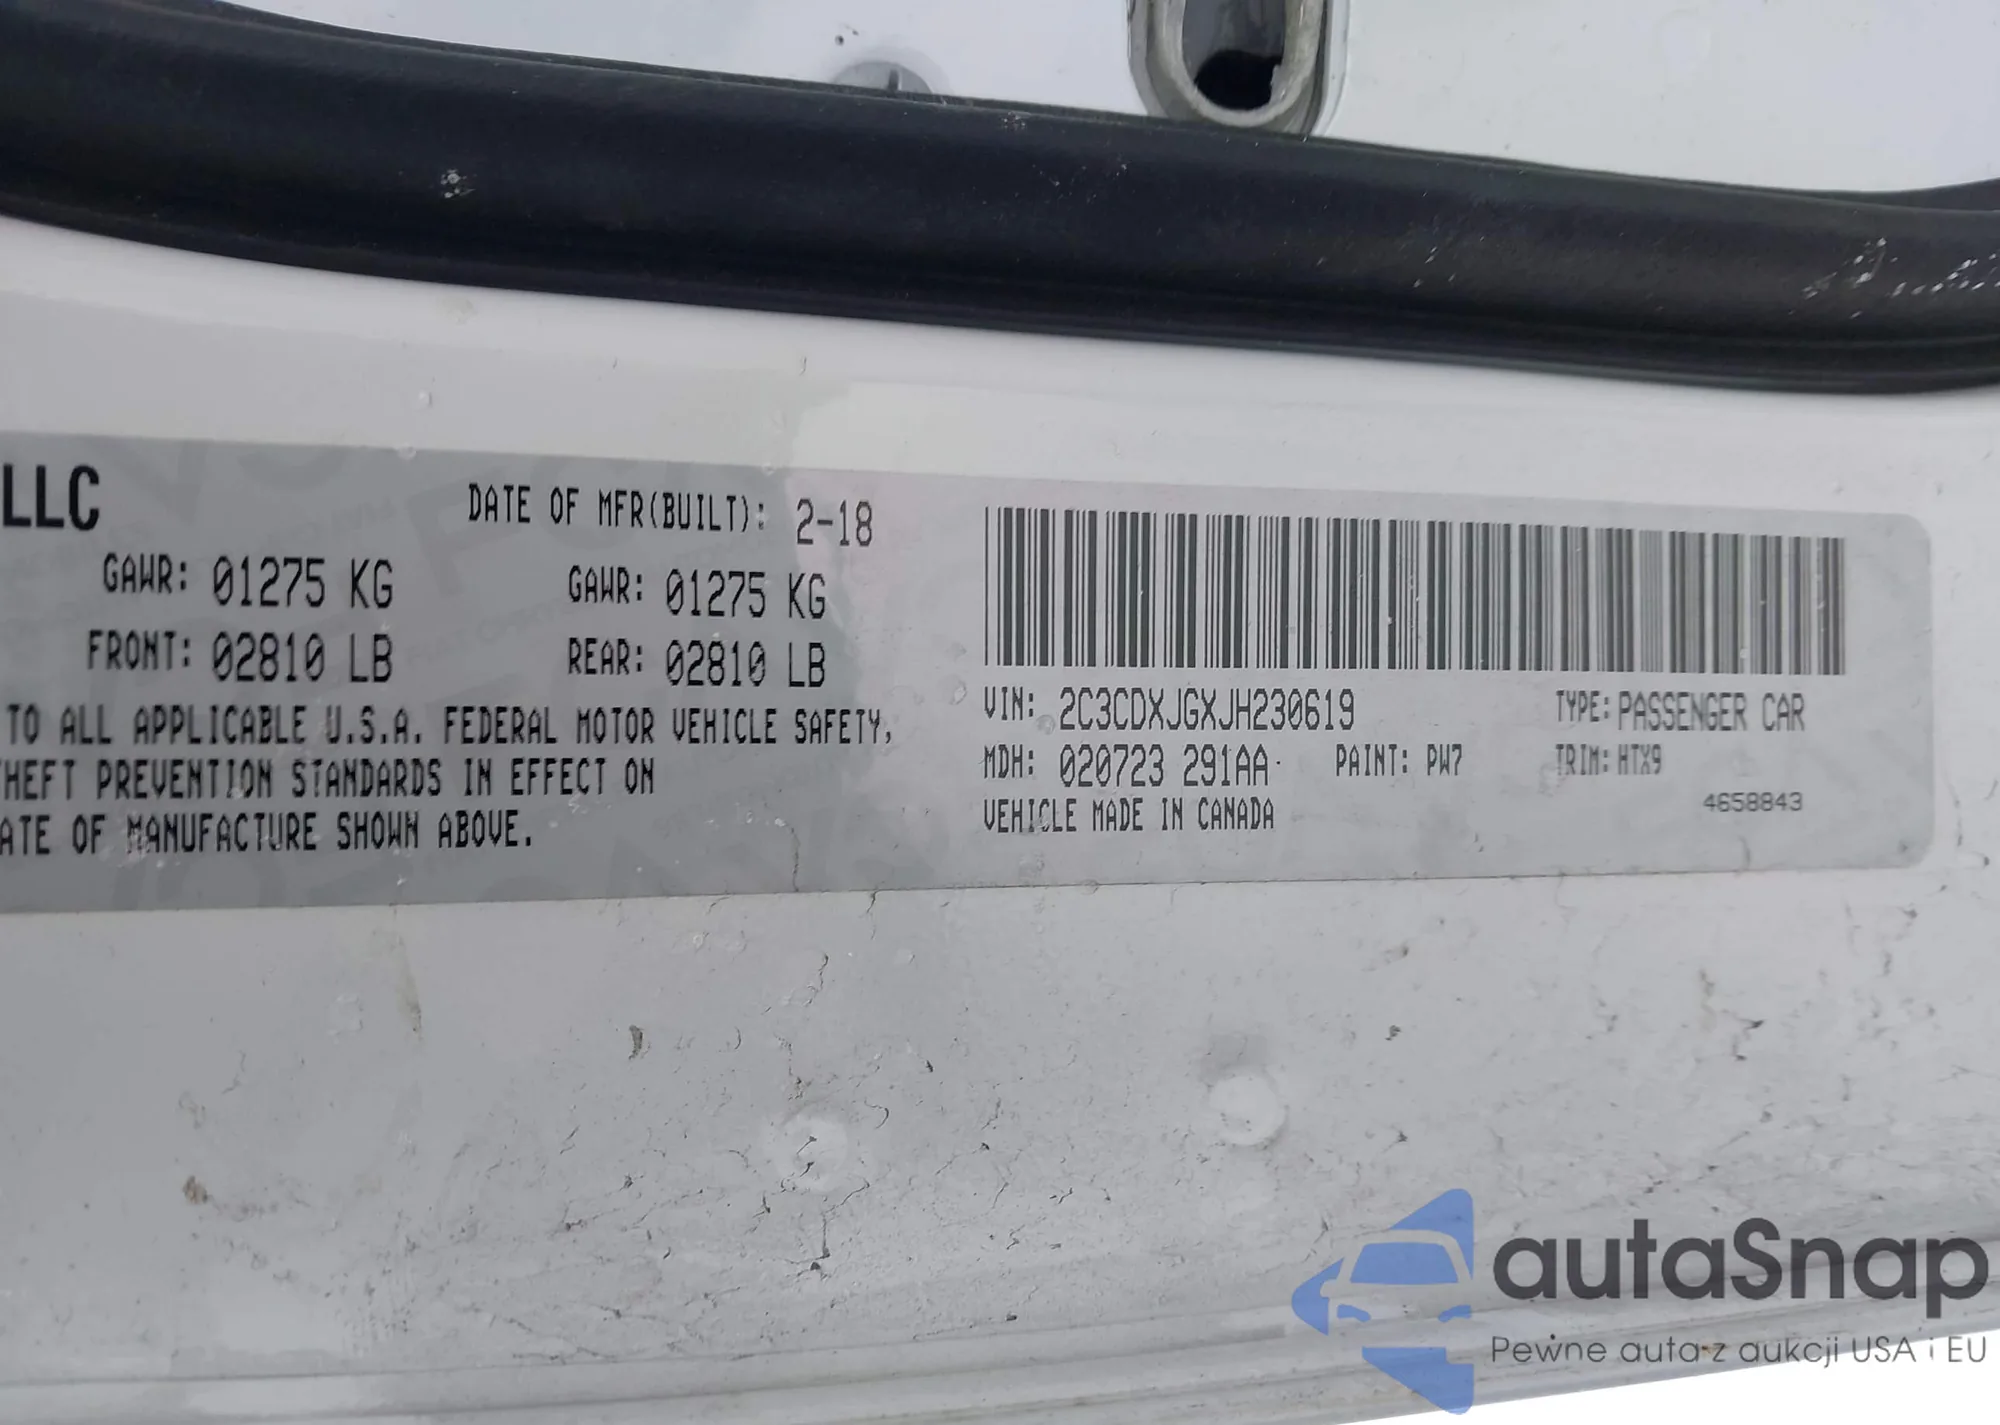 LLC
DATE OF MFR(BUILT): 2-18
GAWR: 01275 KG GAWR: 01275 KG
FRONT: 02810 LB REAR: 02810 LB
TO ALL APPLICABLE U.S.A. FEDERAL MOTOR VEHICLE SAFETY,
HEFT PREVENTION STANDARDS IN EFFECT ON
ATE OF MANUFACTURE SHOWN ABOVE.
VIN: 2C3CDXJGXJH230619 TYPE: PASSENGER CAR
MDH: 020723 291AA PAINT: PW7 TRIM: HTX9
VEHICLE MADE IN CANADA 4658843
autaSnap
Pewne auta z aukcji USA i EU